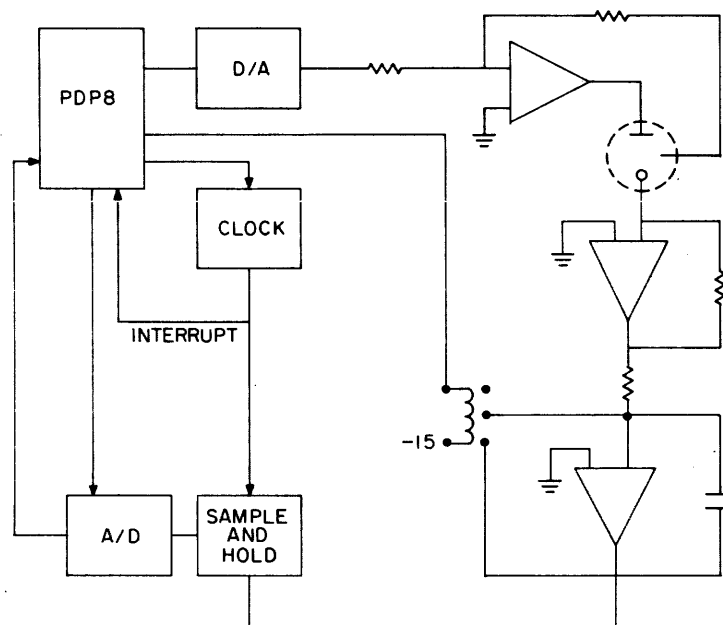 PDP8
D/A
CLOCK
INTERRUPT
-15
A/D
SAMPLE
AND
HOLD